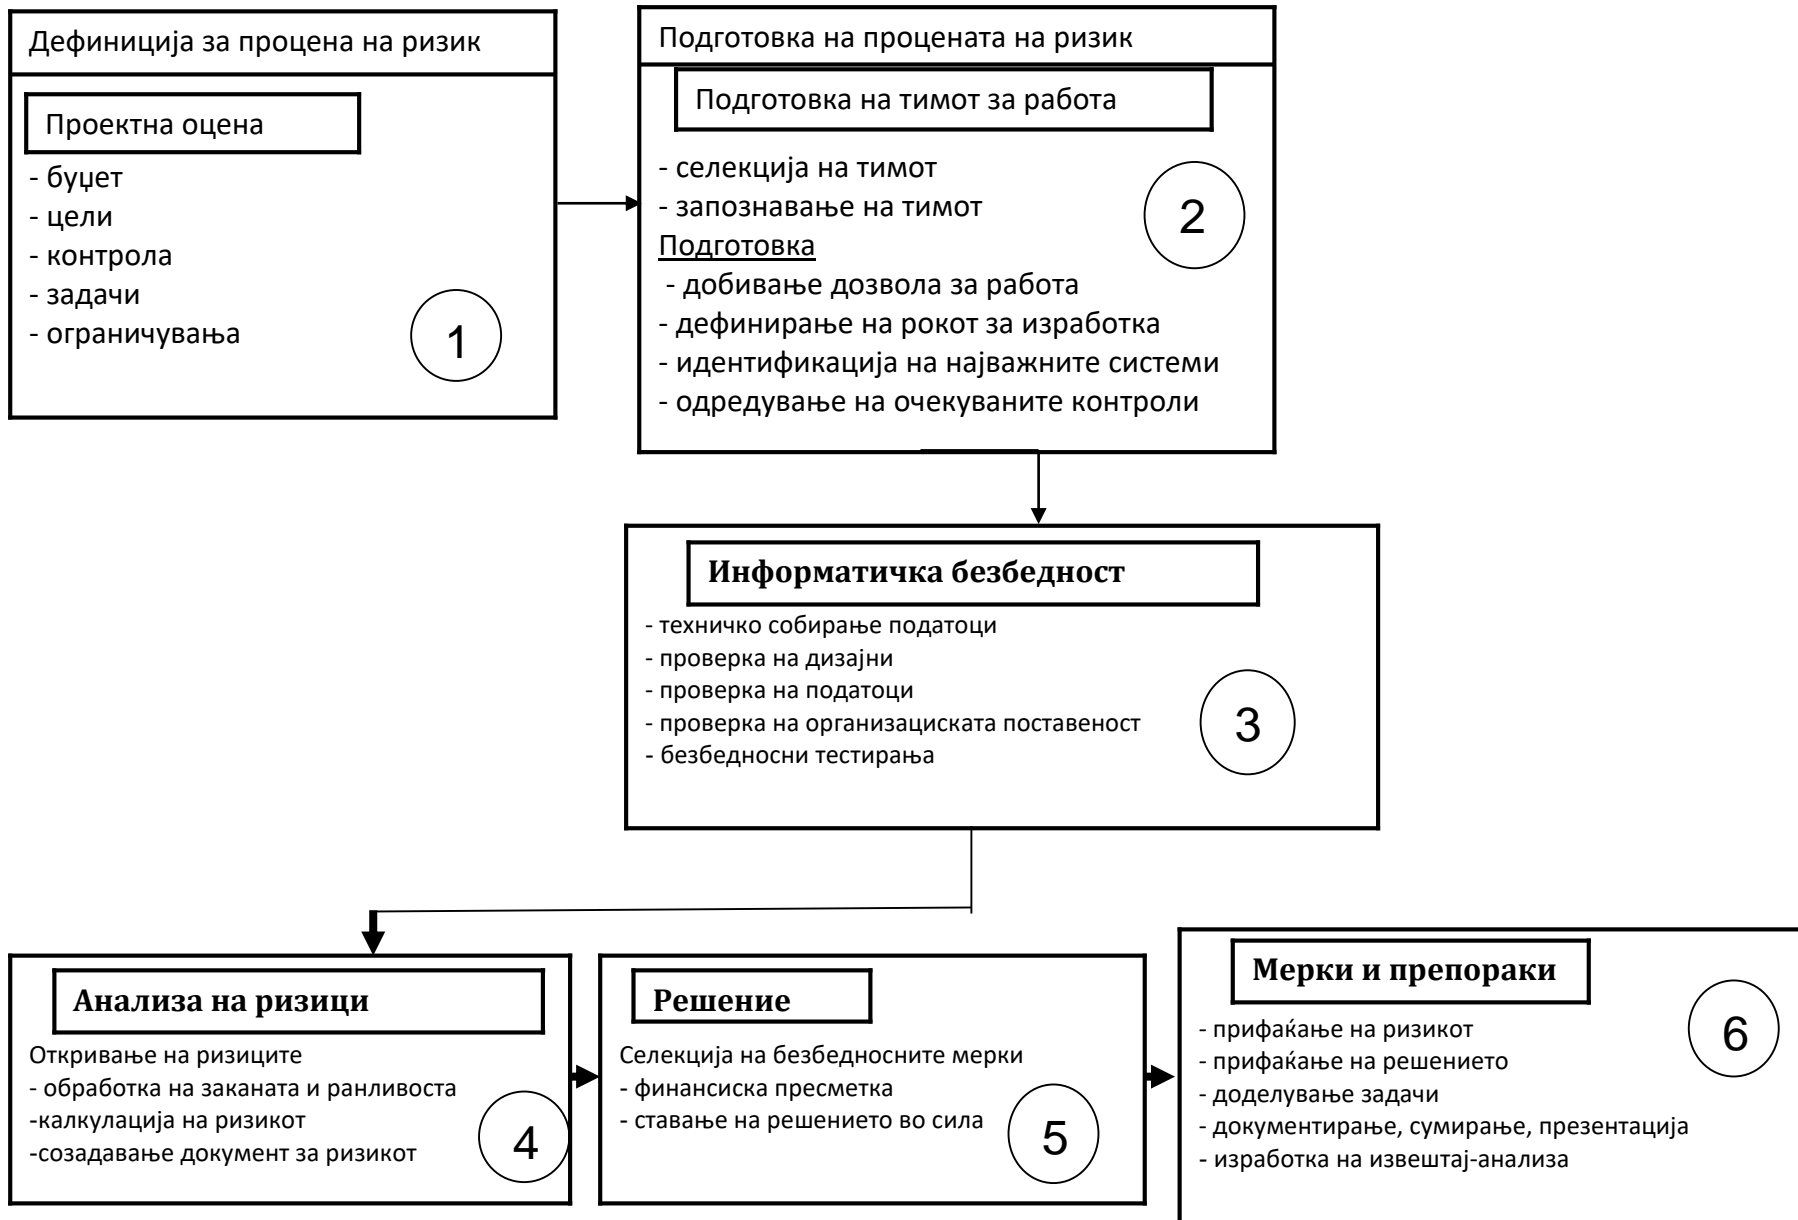 Дефиниција за процена на ризик
Проектна оцена
- буџет
- цели
- контрола
- задачи
- ограничувања
1
Подготовка на процената на ризик
Подготовка на тимот за работа
- селекција на тимот
- запознавање на тимот
Подготовка
- добивање дозвола за работа
- дефинирање на рокот за изработка
- идентификација на најважните системи
- одредување на очекуваните контроли
2
Информатичка безбедност
- техничко собирање податоци
- проверка на дизајни
- проверка на податоци
- проверка на организациската поставеност
- безбедносни тестирања
3
Анализа на ризици
Откривање на ризиците
- обработка на заканата и ранливоста
-калкулација на ризикот
-создавање документ за ризикот
4
Решение
Селекција на безбедносните мерки
- финансиска пресметка
- ставање на решението во сила
5
Мерки и препораки
- прифаќање на ризикот
- прифаќање на решението
- доделување задачи
- документирање, сумирање, презентација
- изработка на извештај-анализа
6